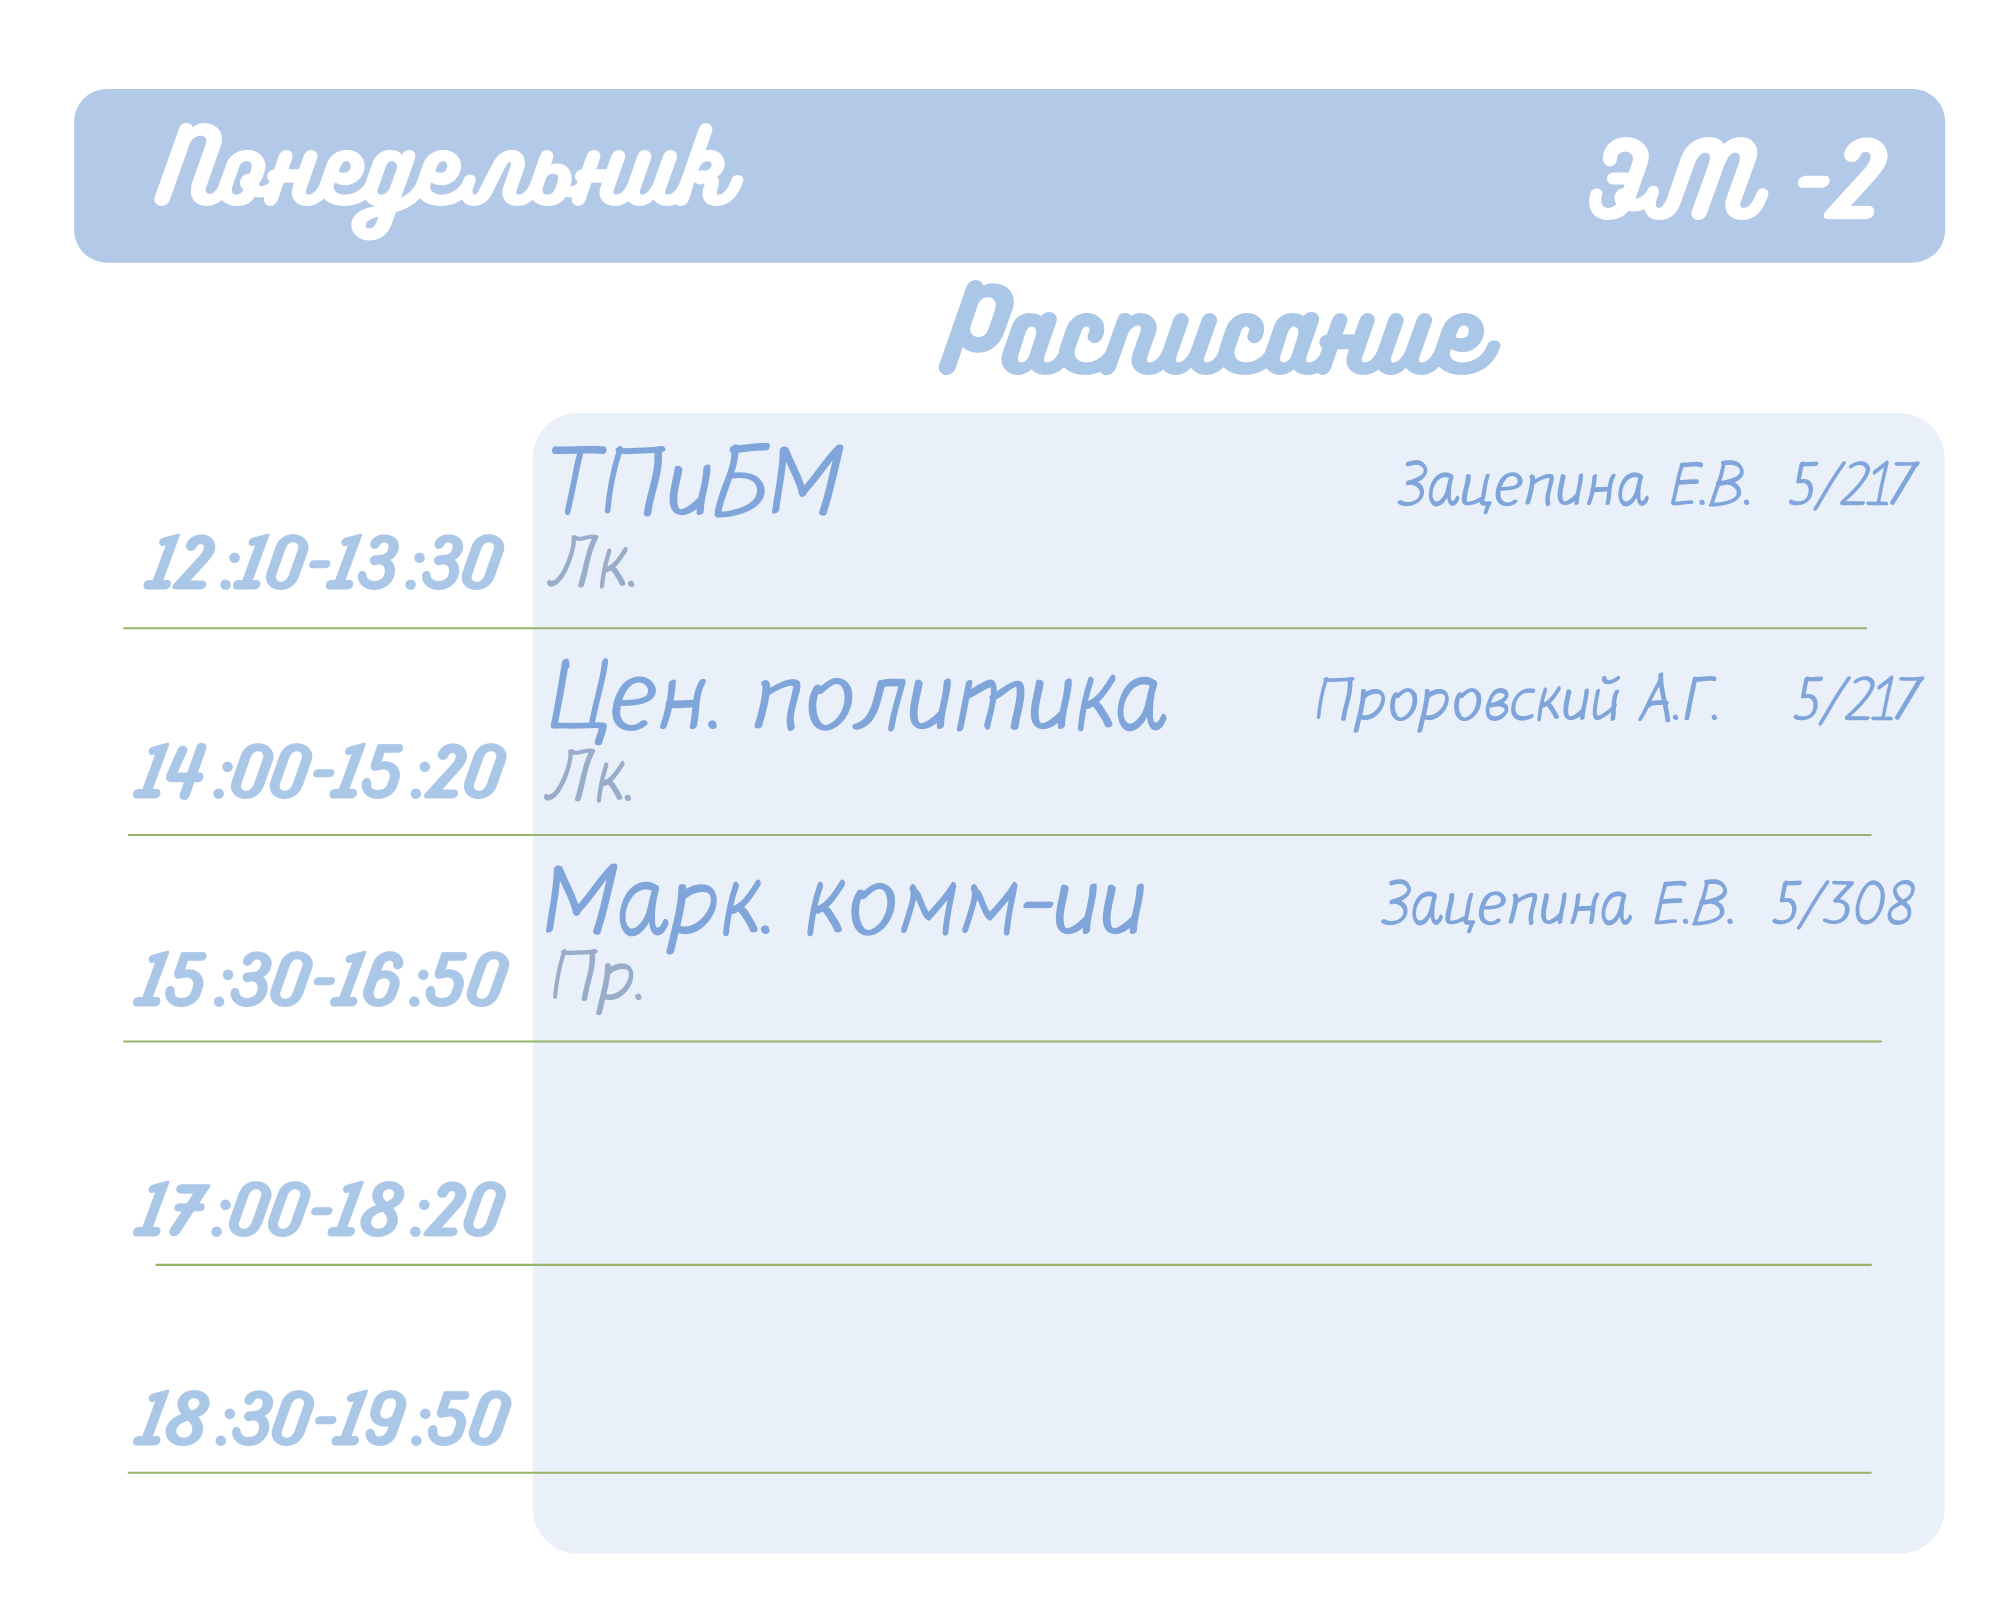 Понедельник ЭМ -2
Расписание
ТПиБМ Зацепина Е.В. 5/217
12:10-13:30 Лк.
Цен. политика Проровский А.Г. 5/217
14:00-15:20 Лк.
Марк. комм-ии Зацепина Е.В. 5/308
15:30-16:50 Пр.
17:00-18:20
18:30-19:50